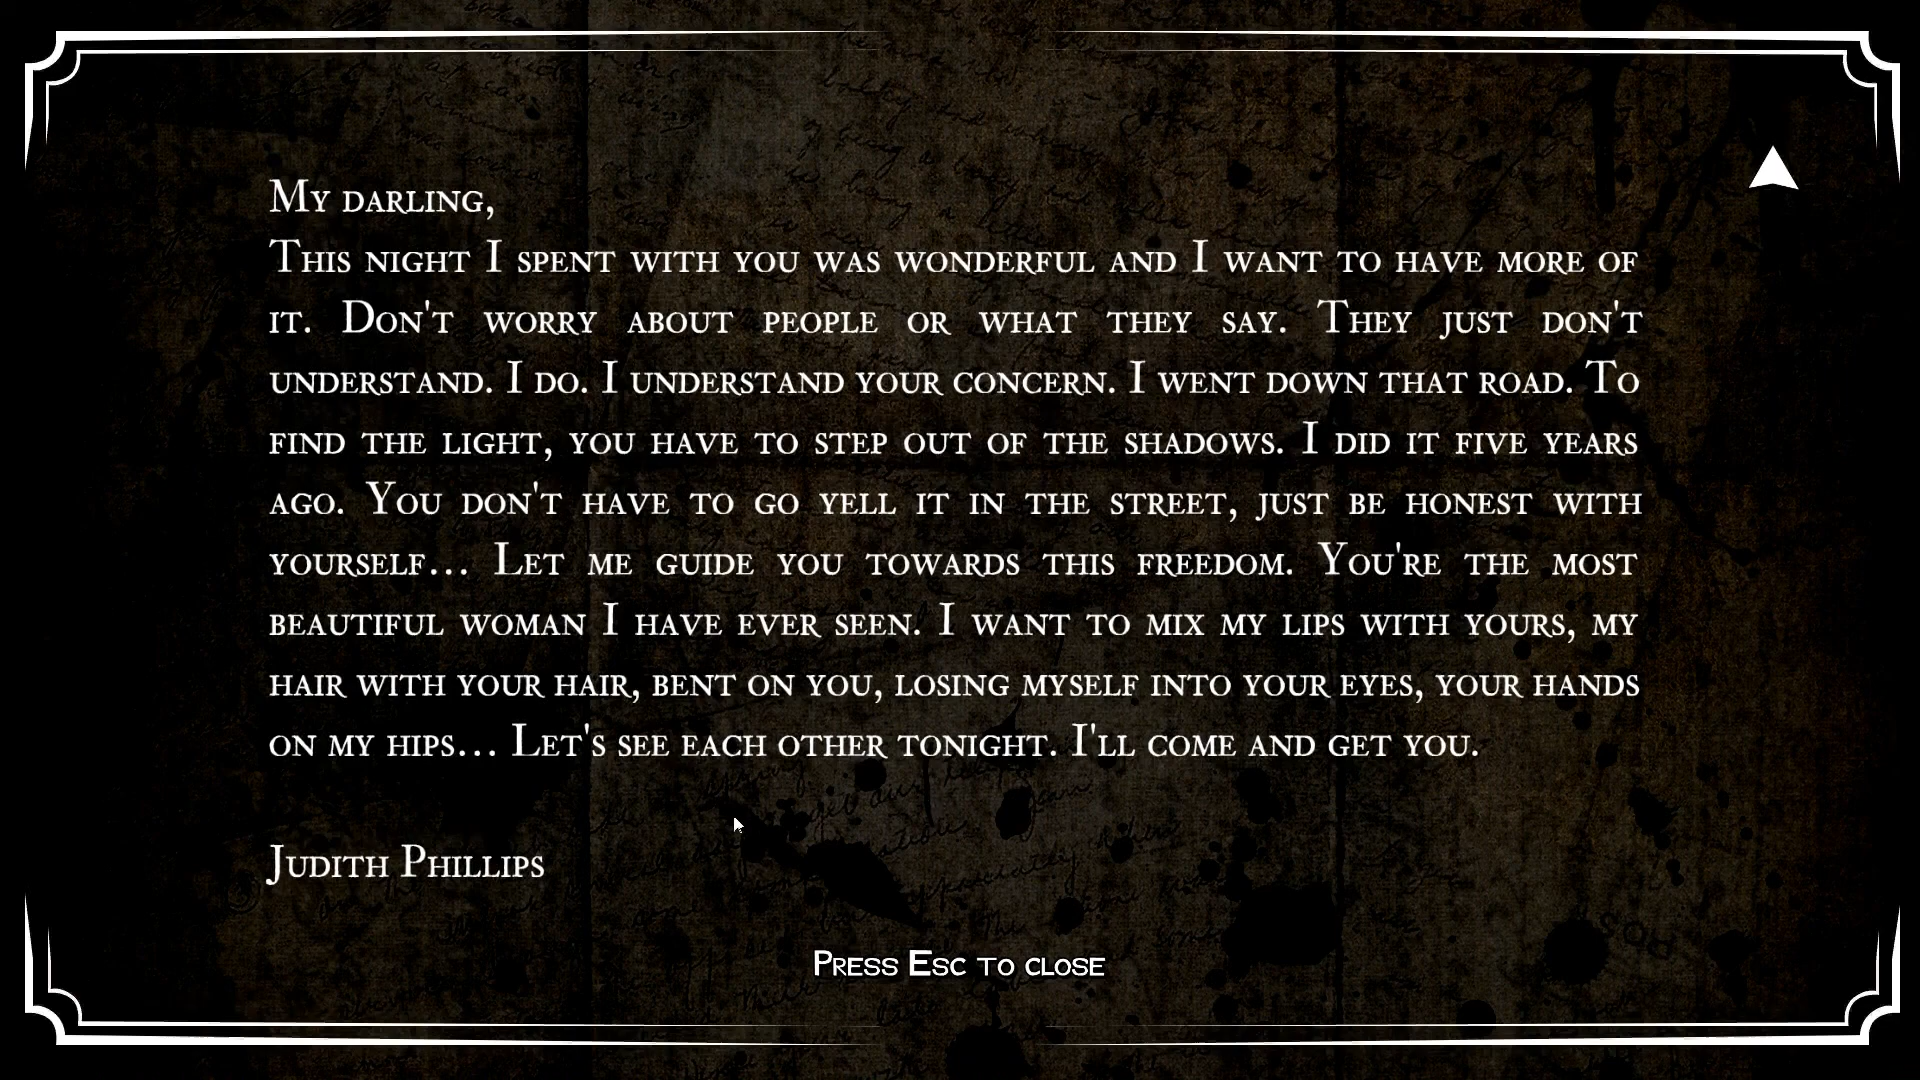 My darling,
This night I spent with you was wonderful and I want to have more of
it. Don't worry about people or what they say. They just don't
understand. I do. I understand your concern. I went down that road. To
find the light, you have to step out of the shadows. I did it five years
ago. You don't have to go yell it in the street, just be honest with
yourself... Let me guide you towards this freedom. You're the most
beautiful woman I have ever seen. I want to mix my lips with yours, my
hair with your hair, bent on you, losing myself into your eyes, your hands
on my hips... Let's see each other tonight. I'll come and get you.
Judith Phillips
Press Esc to close